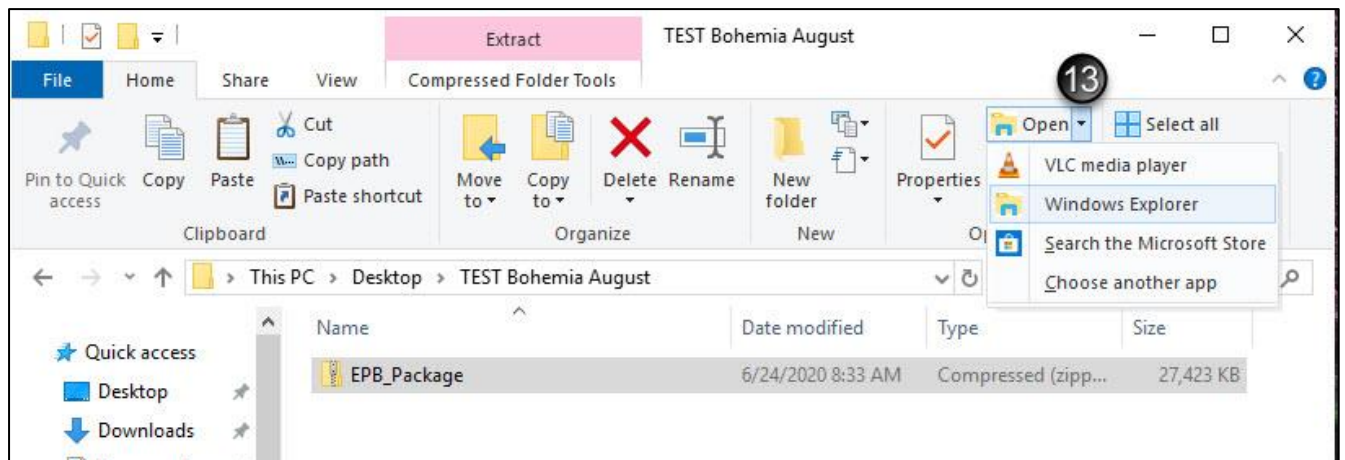 Extract
TEST Bohemia August
File Home Share View Compressed Folder Tools
13
Pin to Quick access
Copy
Paste
Cut
Copy path
Paste shortcut
Move to
Copy to
Delete
Rename
New folder
Properties
Open
Select all
VLC media player
Windows Explorer
Search the Microsoft Store
Choose another app
Clipboard Organize New
This PC > Desktop > TEST Bohemia August
Name Date modified Type Size
Quick access
EPB_Package 6/24/2020 8:33 AM Compressed (zipp... 27,423 KB
Desktop
Downloads